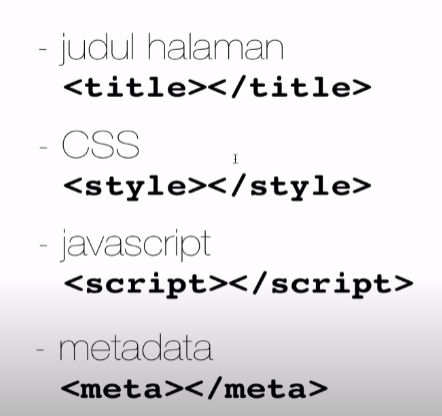 - judul halaman
<title></title>
- CSS
<style></style>
- javascript
<script></script>
- metadata
<meta></meta>